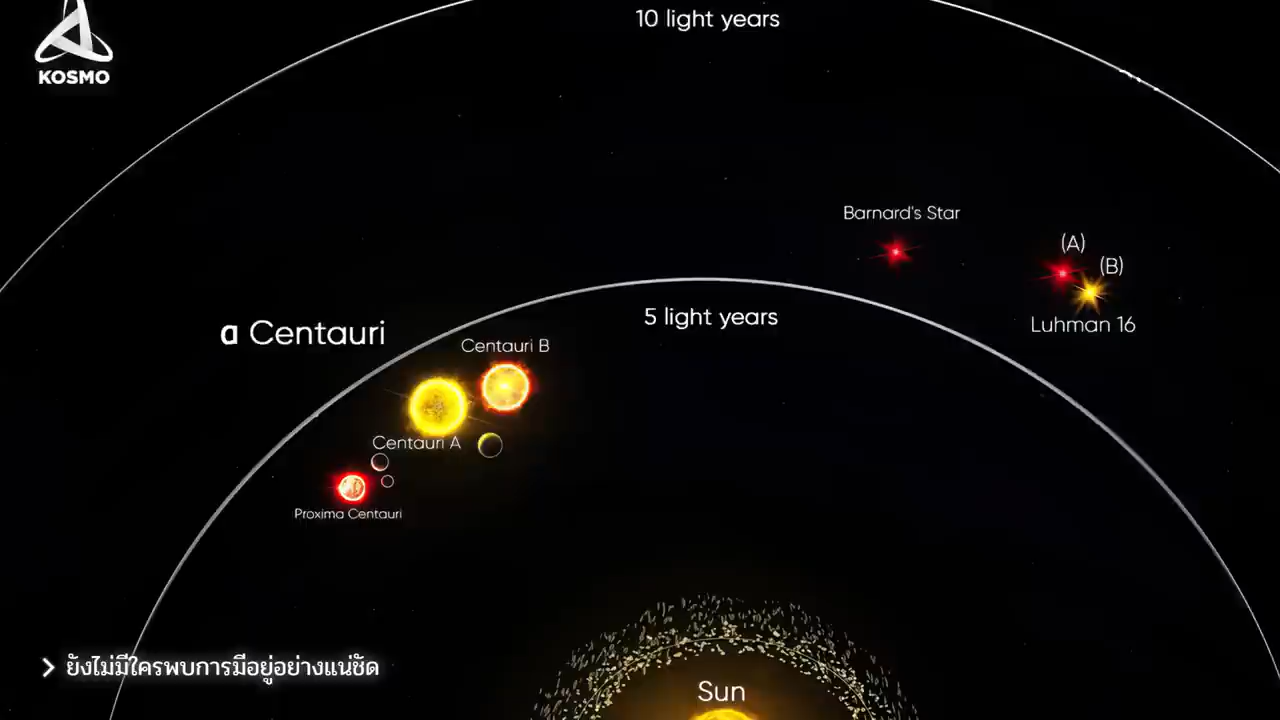 KOSMO
10 light years
Barnard's Star
(A)
(B)
Luhman 16
5 light years
α Centauri
Centauri B
Centauri A
Proxima Centauri
ยังไม่มีใครพบการมีอยู่อย่างแน่ชัด
Sun